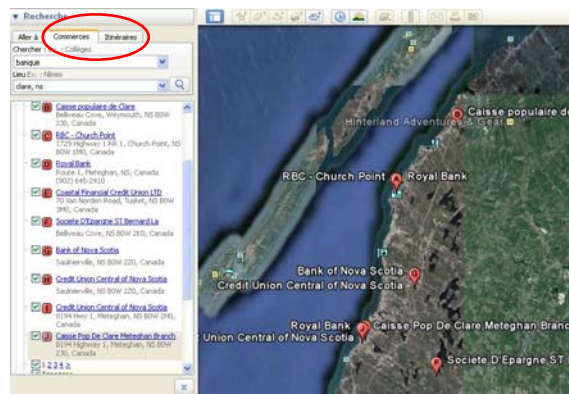 ▼ Recherche
Aller à Commerces Itinéraires
Chercher : Ex. : Collèges
banque
Lieu Ex. : Nîmes
clare, ns
B Caisse populaire de Clare
Belliveau Cove, Weymouth, NS B0W
2J0, Canada
C RBC - Church Point
1729 Highway 1 RR 1, Church Point, NS
B0W 1M0, Canada
D Royal Bank
Route 1, Meteghan, NS, Canada
(902) 645-2410
E Coastal Financial Credit Union LTD
70 Van Norden Road, Tusket, NS B0W
3M0, Canada
F Societe D'Epargne ST Bernard La
Belliveau Cove, NS B0W 2K0, Canada
G Bank of Nova Scotia
Saulnierville, NS B0W 2Z0, Canada
H Credit Union Central of Nova Scotia
Saulnierville, NS B0W 2Z0, Canada
I Credit Union Central of Nova Scotia
8194 Hwy 1, Meteghan, NS B0W 2H0,
Canada
J Caisse Pop De Clare Meteghan Branch
8194 Highway 1, Meteghan, NS B0W
2J0, Canada
1 2 3 4 ≥
Caisse populaire de
Hinterland Adventures & Gear
RBC - Church Point A Royal Bank
Bank of Nova Scotia
Credit Union Central of Nova Scotia
Royal Bank Caisse Pop De Clare Meteghan Branc
t Union Central of Nova Scotia
Societe D'Epargne ST